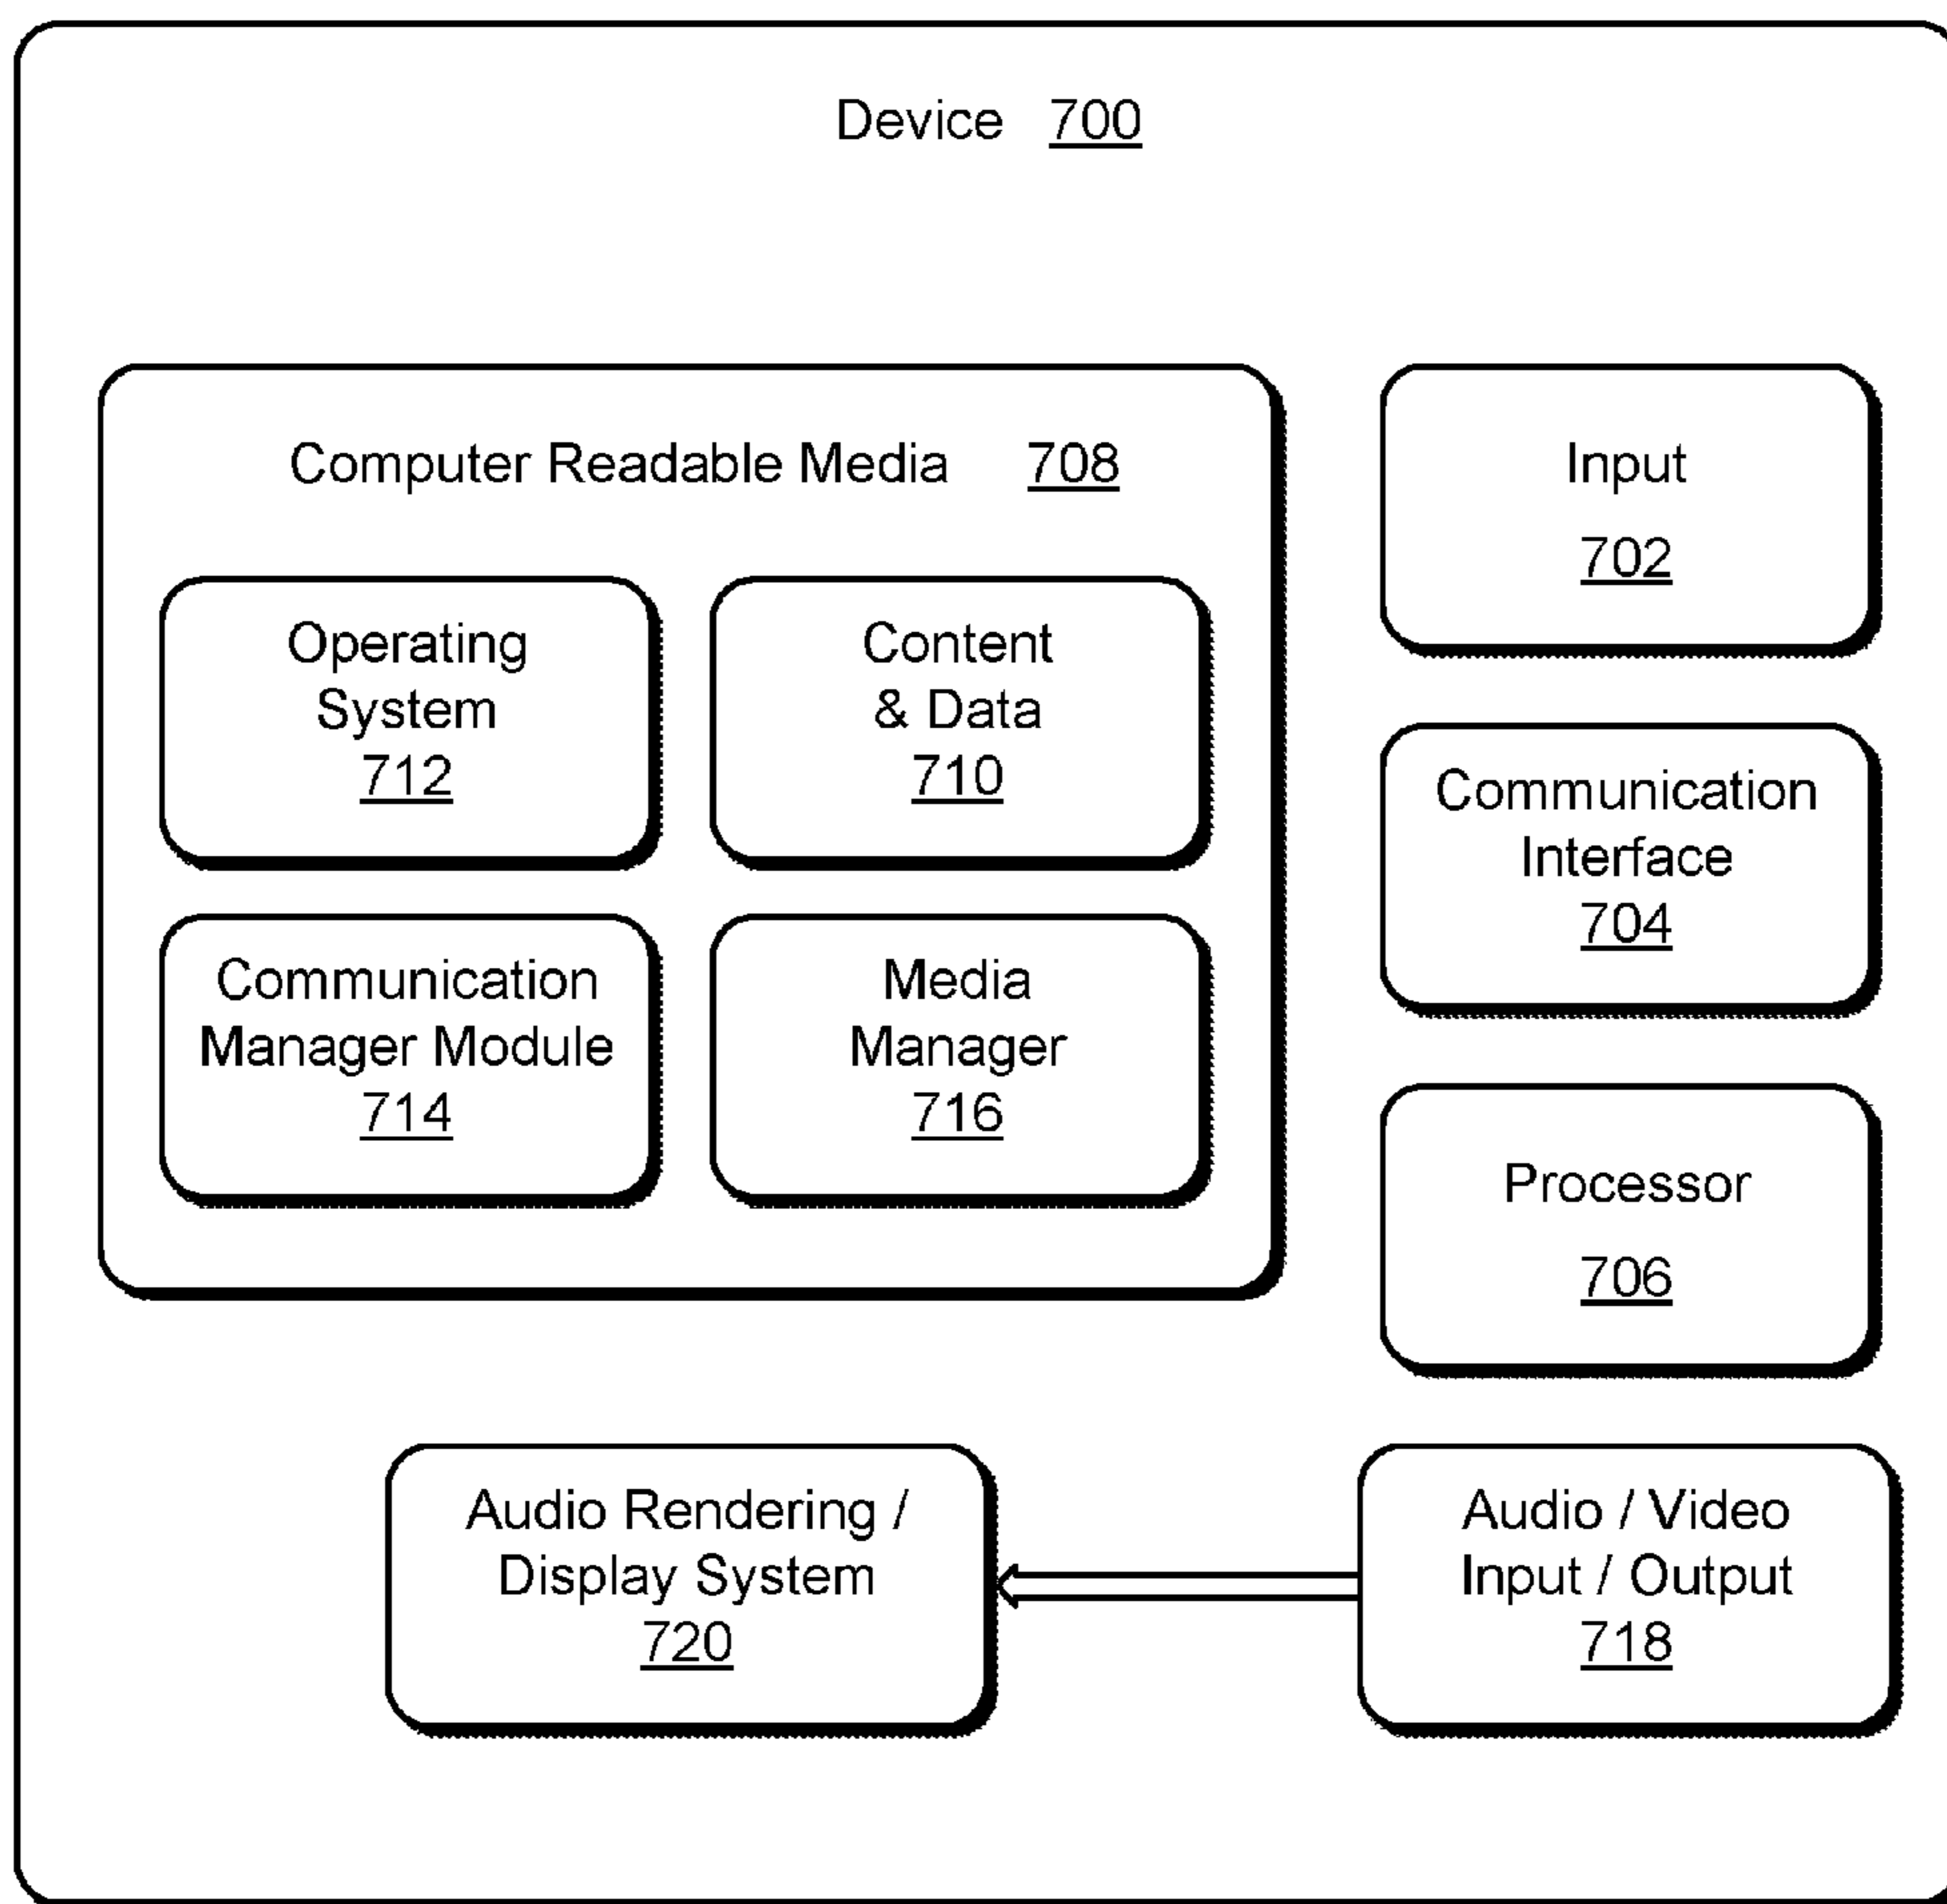 Device 700
Computer Readable Media 708
Operating
System
712
Content
& Data
710
Communication
Manager Module
714
Media
Manager
716
Input
702
Communication
Interface
704
Processor
706
Audio Rendering /
Display System
720
Audio / Video
Input / Output
718